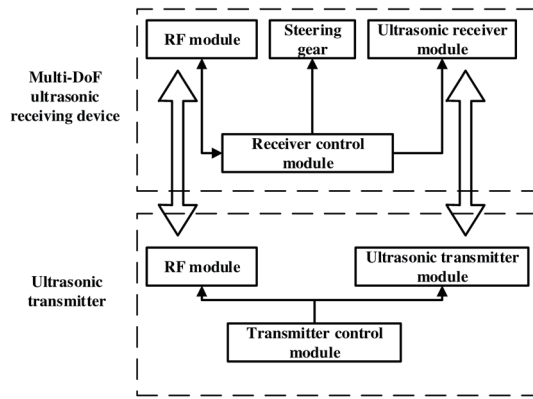 RF module
Steering
gear
Ultrasonic receiver
module
Multi-DoF
ultrasonic
receiving device
Receiver control
module
RF module
Ultrasonic transmitter
module
Ultrasonic
transmitter
Transmitter control
module